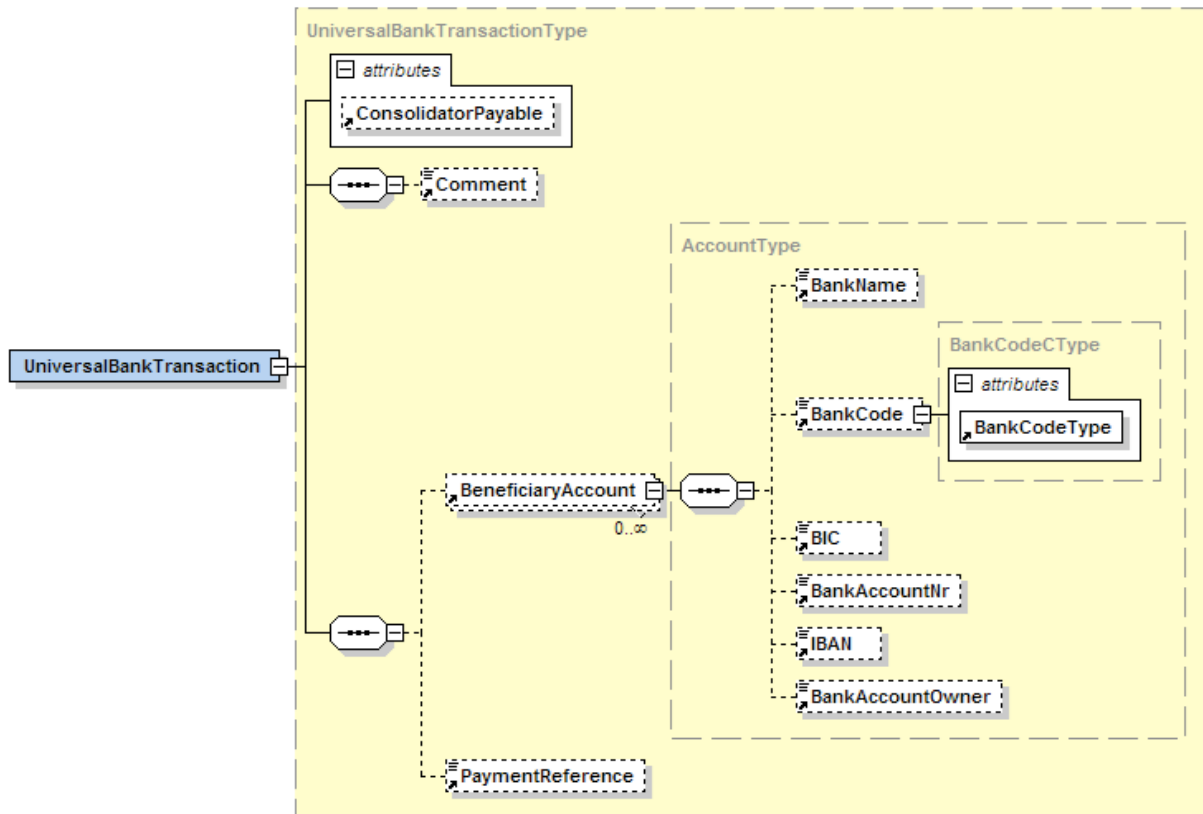 UniversalBankTransactionType
attributes
ConsolidatorPayable
Comment
AccountType
BankName
BankCodeCType
attributes
UniversalBankTransaction
BankCode
BankCodeType
BeneficiaryAccount
0..∞
BIC
BankAccountNr
IBAN
BankAccountOwner
PaymentReference